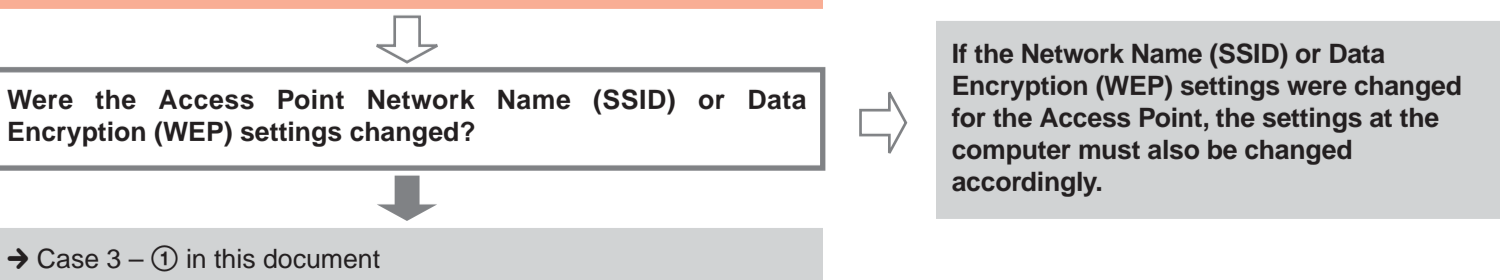 Were the Access Point Network Name (SSID) or Data
Encryption (WEP) settings changed?
If the Network Name (SSID) or Data
Encryption (WEP) settings were changed
for the Access Point, the settings at the
computer must also be changed
accordingly.
➔ Case 3 – ① in this document